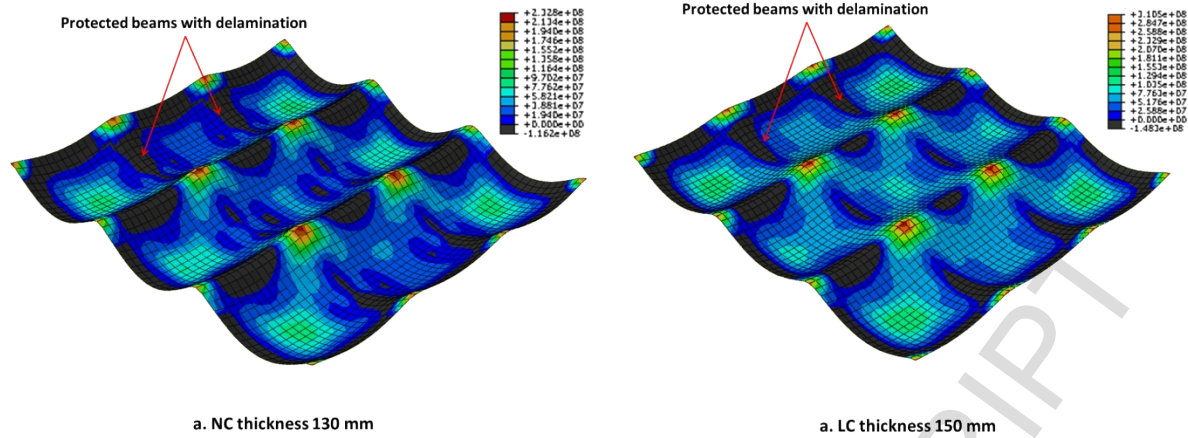 Protected beams with delamination
+2.328e+08
+2.134e+08
+1.940e+08
+1.746e+08
+1.552e+08
+1.358e+08
+1.164e+08
+9.702e+07
+7.762e+07
+5.821e+07
+3.881e+07
+1.940e+07
+0.000e+00
-1.162e+08
a. NC thickness 130 mm
Protected beams with delamination
+3.105e+08
+2.847e+08
+2.588e+08
+2.329e+08
+2.070e+08
+1.811e+08
+1.553e+08
+1.294e+08
+1.035e+08
+7.763e+07
+5.176e+07
+2.588e+07
+0.000e+00
-1.483e+08
a. LC thickness 150 mm
RIPT